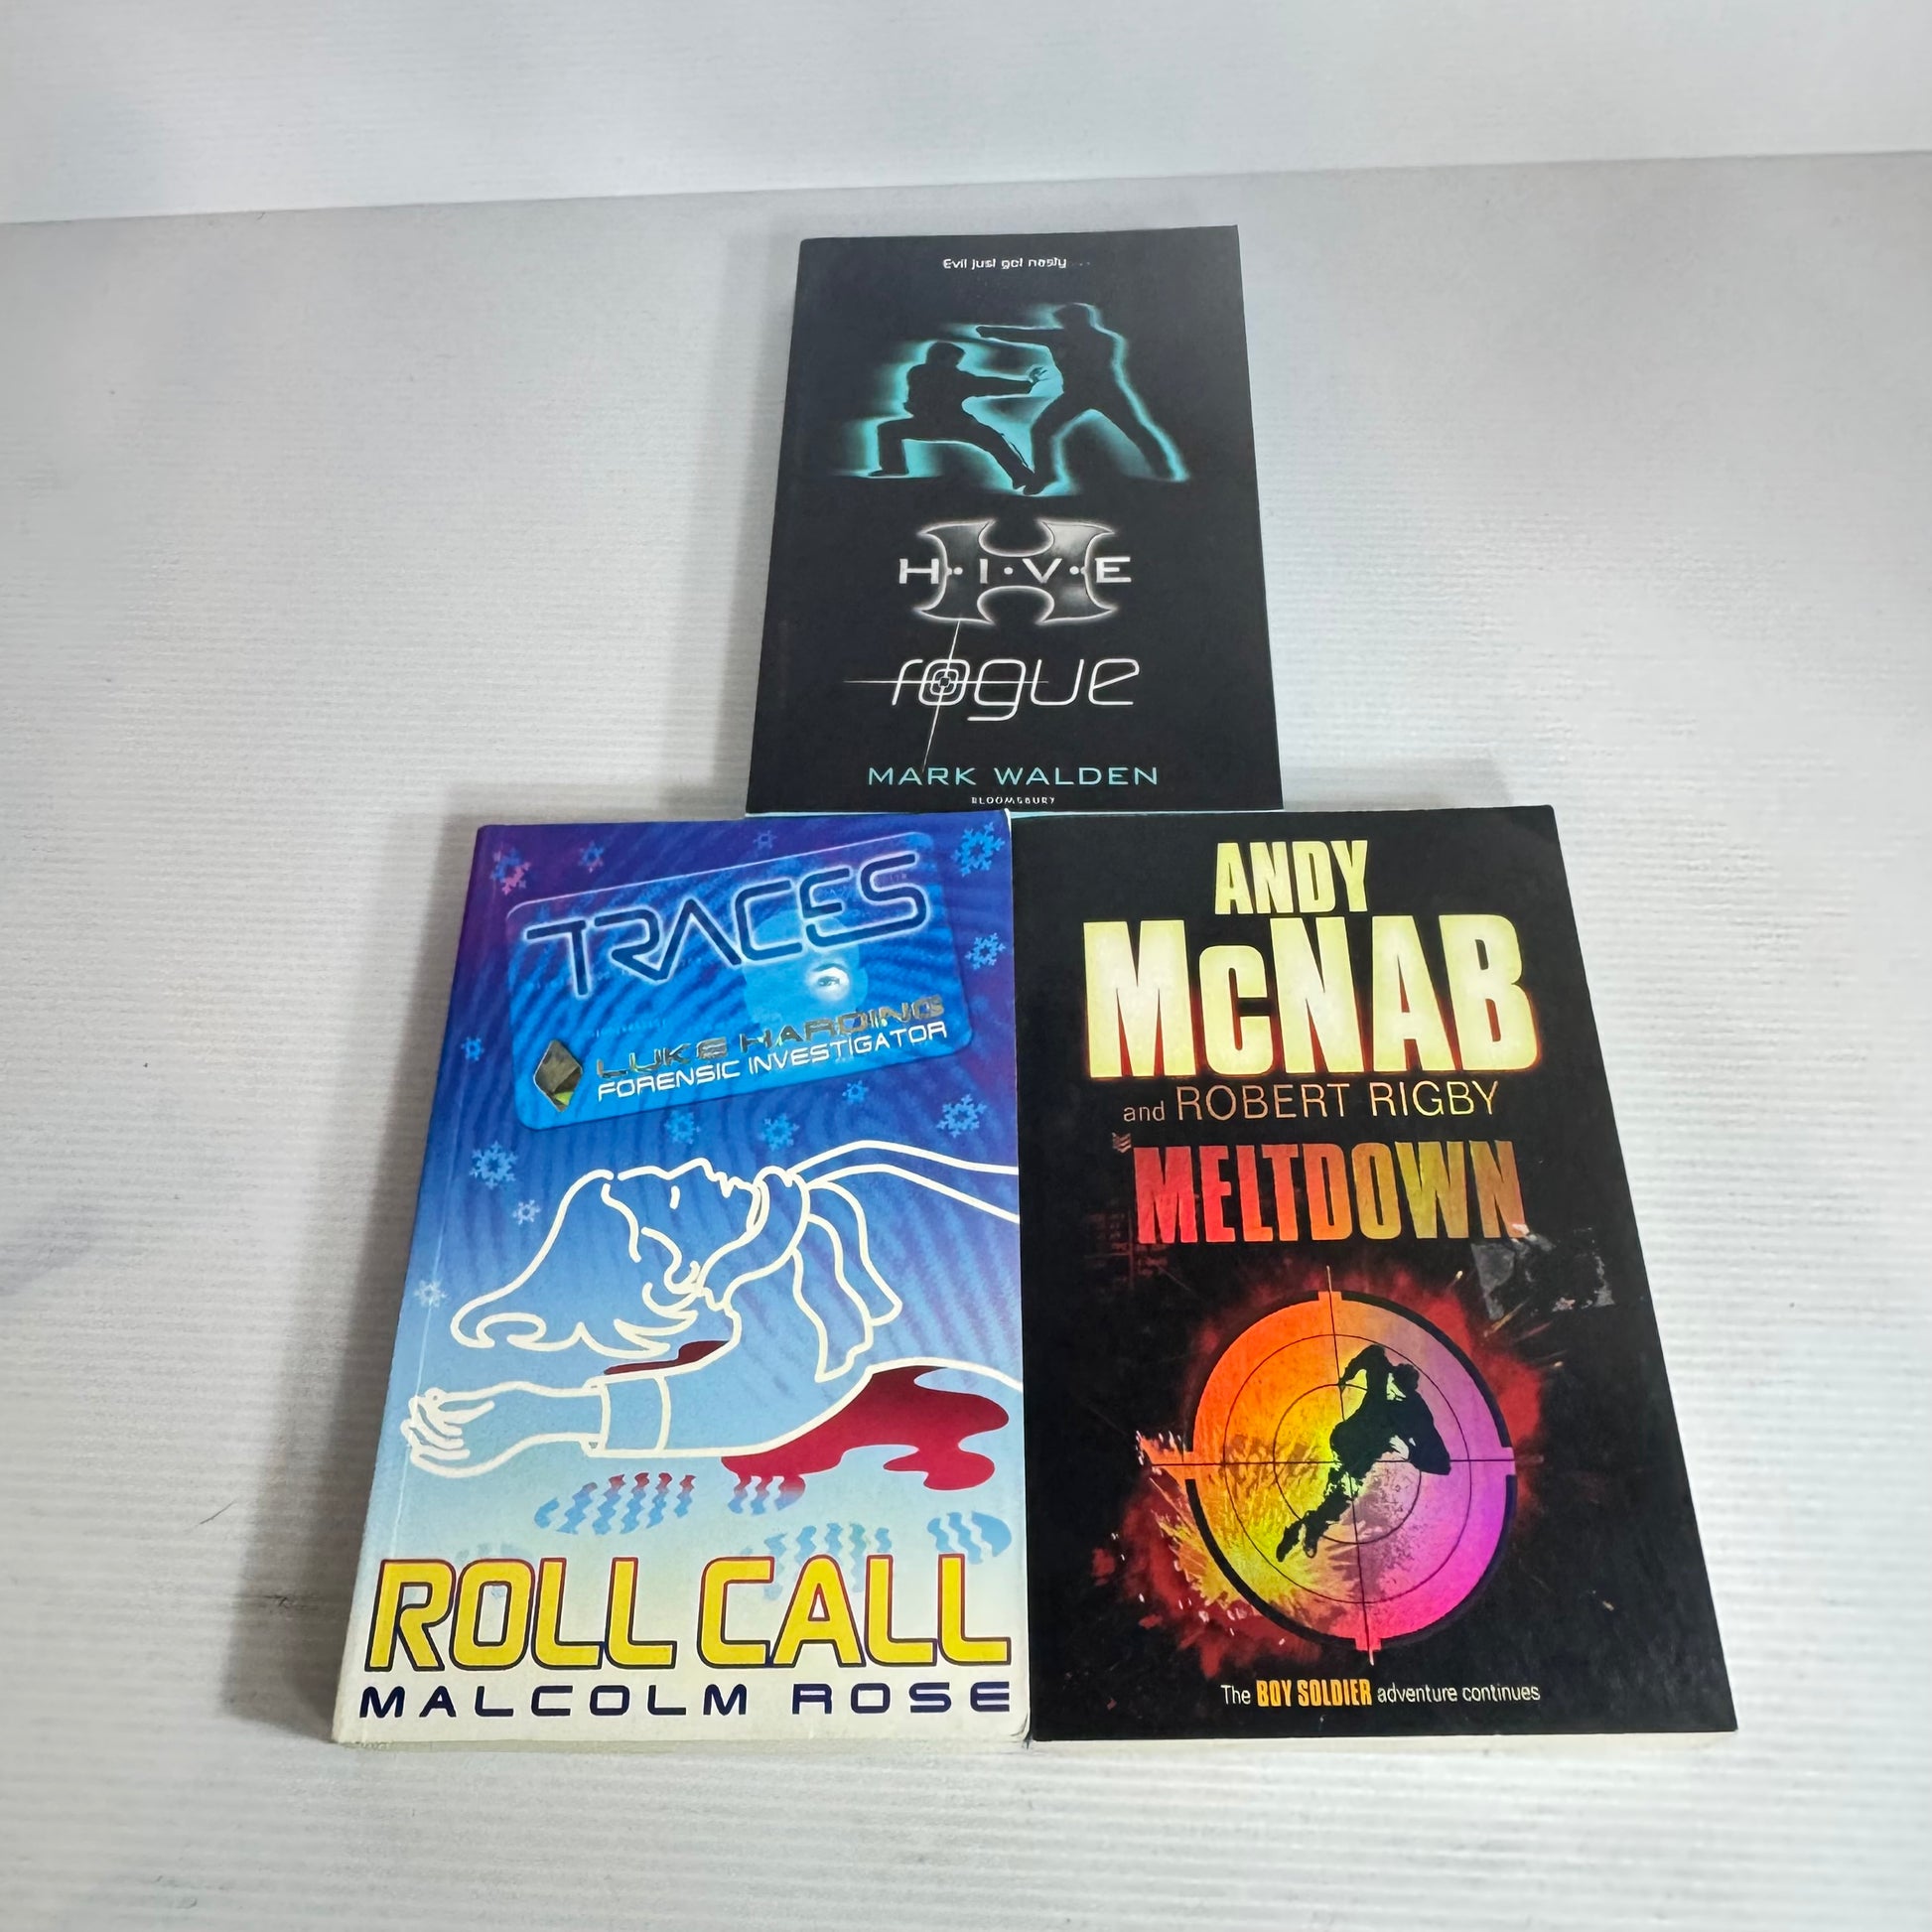 Evil just got nasty . . .
H·I·V·E
rogue
MARK WALDEN
BLOOMSBURY
TRACES
LUKE HARDING
FORENSIC INVESTIGATOR
ROLL CALL
MALCOLM ROSE
ANDY
McNAB
and ROBERT RIGBY
MELTDOWN
The BOY SOLDIER adventure continues